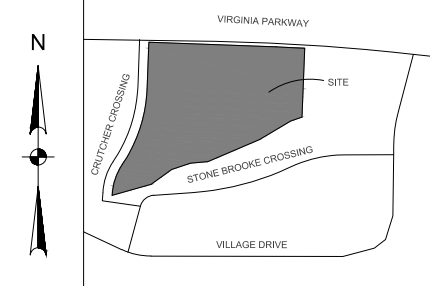 VIRGINIA PARKWAY
N
SITE
CRUTCHER CROSSING
STONE BROOKE CROSSING
VILLAGE DRIVE